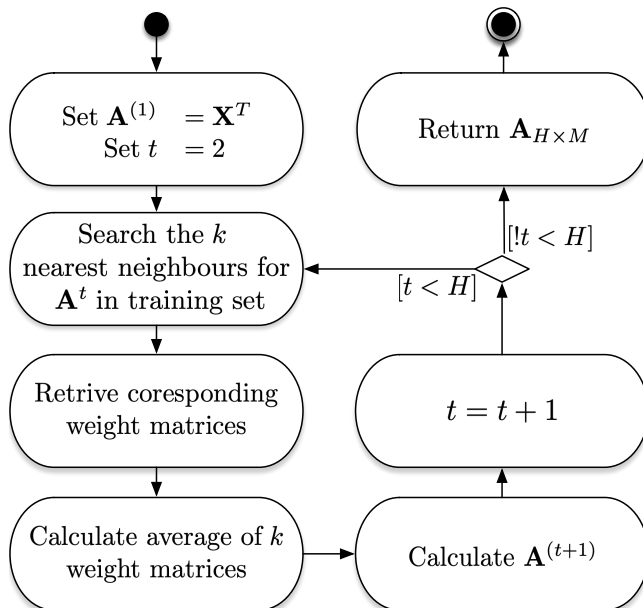 Set A^(1) = X^T
Set t = 2
Search the k
nearest neighbours for
A^t in training set
Retrive coresponding
weight matrices
Calculate average of k
weight matrices
Calculate A^(t+1)
t = t + 1
[t < H]
[!t < H]
Return A_{H×M}